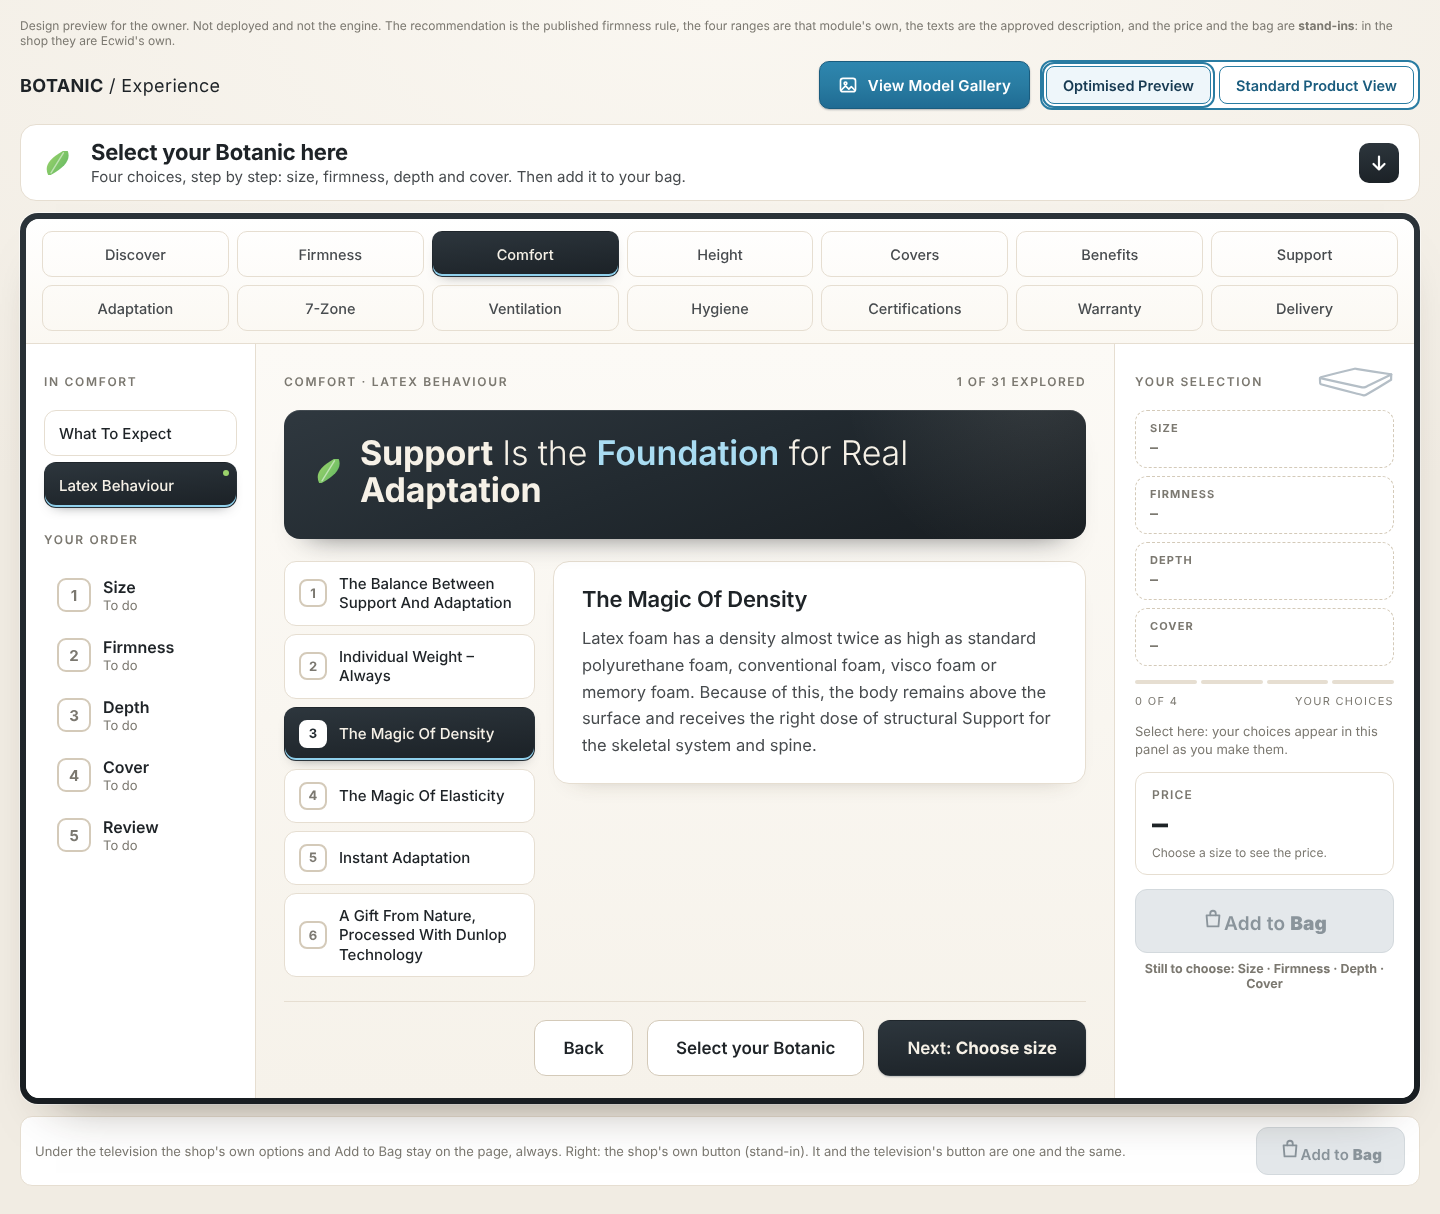 Design preview for the owner. Not deployed and not the engine. The recommendation is the published firmness rule, the four ranges are that module's own, the texts are the approved description, and the price and the bag are stand-ins: in the
shop they are Ecwid's own.
BOTANIC / Experience
View Model Gallery
Optimised Preview
Standard Product View
Select your Botanic here
Four choices, step by step: size, firmness, depth and cover. Then add it to your bag.
Discover
Firmness
Comfort
Height
Covers
Benefits
Support
Adaptation
7-Zone
Ventilation
Hygiene
Certifications
Warranty
Delivery
IN COMFORT
What To Expect
Latex Behaviour
YOUR ORDER
1
Size
To do
2
Firmness
To do
3
Depth
To do
4
Cover
To do
5
Review
To do
COMFORT · LATEX BEHAVIOUR
1 OF 31 EXPLORED
Support Is the Foundation for Real
Adaptation
1
The Balance Between
Support And Adaptation
2
Individual Weight –
Always
3
The Magic Of Density
4
The Magic Of Elasticity
5
Instant Adaptation
6
A Gift From Nature,
Processed With Dunlop
Technology
The Magic Of Density
Latex foam has a density almost twice as high as standard
polyurethane foam, conventional foam, visco foam or
memory foam. Because of this, the body remains above the
surface and receives the right dose of structural Support for
the skeletal system and spine.
Back
Select your Botanic
Next: Choose size
YOUR SELECTION
SIZE
–
FIRMNESS
–
DEPTH
–
COVER
–
0 OF 4
YOUR CHOICES
Select here: your choices appear in this
panel as you make them.
PRICE
–
Choose a size to see the price.
Add to Bag
Still to choose: Size · Firmness · Depth ·
Cover
Under the television the shop's own options and Add to Bag stay on the page, always. Right: the shop's own button (stand-in). It and the television's button are one and the same.
Add to Bag